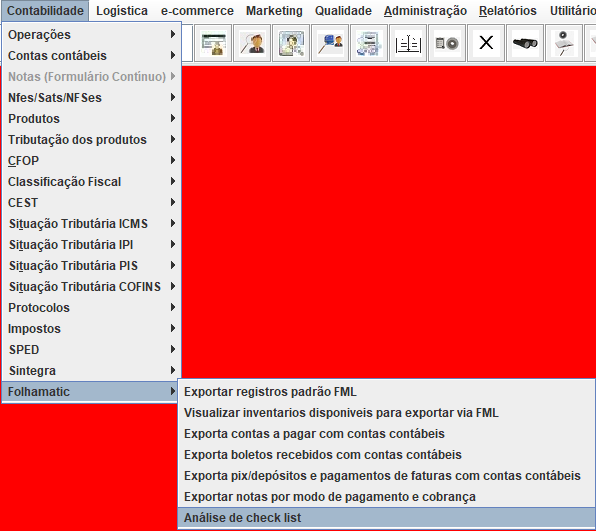 Contabilidade Logística e-commerce Marketing Qualidade Administração Relatórios Utilitário
Operações
Contas contábeis
Notas (Formulário Contínuo)
Nfes/Sats/NFSes
Produtos
Tributação dos produtos
CFOP
Classificação Fiscal
CEST
Situação Tributária ICMS
Situação Tributária IPI
Situação Tributária PIS
Situação Tributária COFINS
Protocolos
Impostos
SPED
Sintegra
Folhamatic
Exportar registros padrão FML
Visualizar inventarios disponiveis para exportar via FML
Exporta contas a pagar com contas contábeis
Exporta boletos recebidos com contas contábeis
Exporta pix/depósitos e pagamentos de faturas com contas contábeis
Exportar notas por modo de pagamento e cobrança
Análise de check list